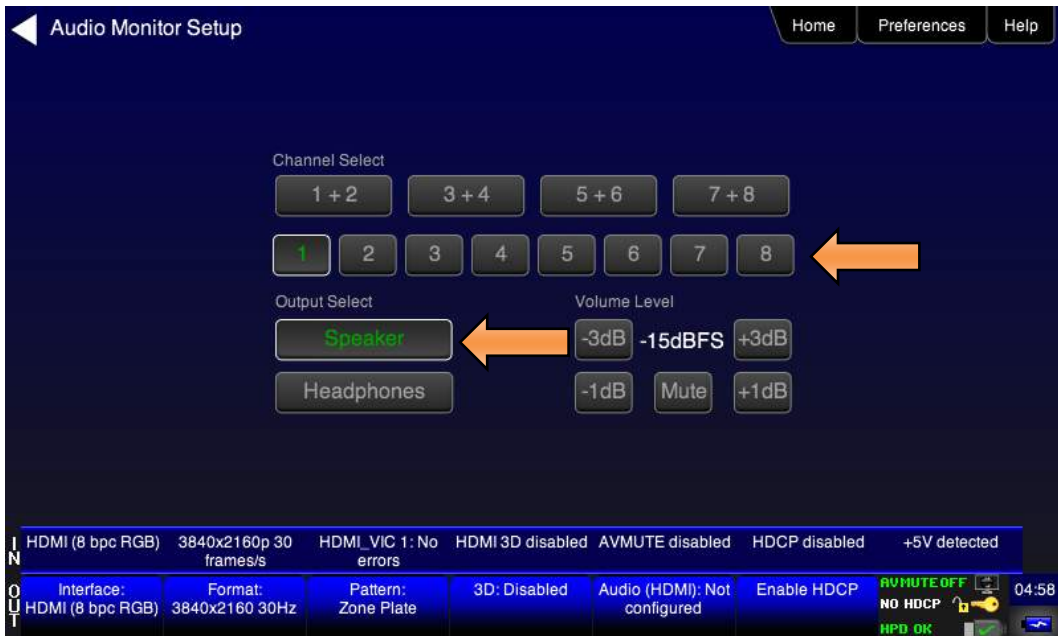 Audio Monitor Setup
Home
Preferences
Help
Channel Select
1 + 2
3 + 4
5 + 6
7 + 8
1
2
3
4
5
6
7
8
Output Select
Volume Level
Speaker
-3dB
-15dBFS
+3dB
Headphones
-1dB
Mute
+1dB
IN
HDMI (8 bpc RGB)
3840x2160p 30
frames/s
HDMI_VIC 1: No
errors
HDMI 3D disabled
AVMUTE disabled
HDCP disabled
+5V detected
OUT
Interface:
HDMI (8 bpc RGB)
Format:
3840x2160 30Hz
Pattern:
Zone Plate
3D: Disabled
Audio (HDMI): Not
configured
Enable HDCP
AVMUTE OFF
NO HDCP
HPD OK
04:58